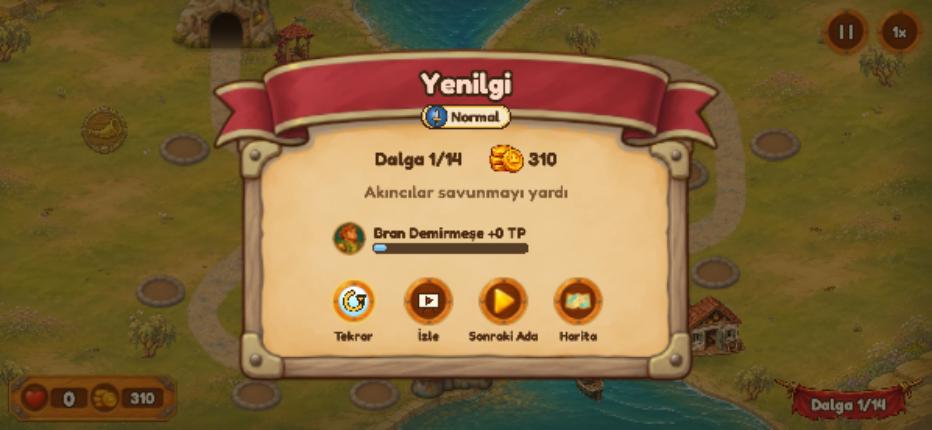 1x
Yenilgi
Normal
Dalga 1/14 310
Akıncılar savunmayı yardı
Bran Demirmeşe +0 TP
Tekrar İzle Sonraki Ada Harita
0 310
Dalga 1/14